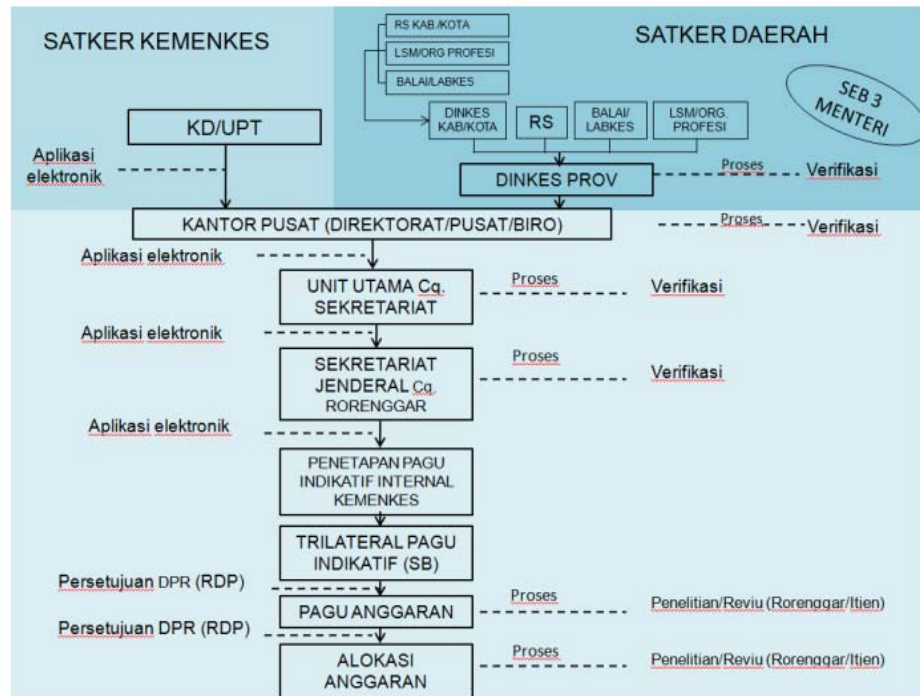 SATKER KEMENKES
SATKER DAERAH
RS KAB./KOTA
LSM/ORG PROFESI
BALAI/LABKES
SEB 3
MENTERI
KD/UPT
DINKES
KAB/KOTA
RS
BALAI/
LABKES
LSM/ORG.
PROFESI
Aplikasi
elektronik
DINKES PROV
Proses
Verifikasi
KANTOR PUSAT (DIREKTORAT/PUSAT/BIRO)
Proses
Verifikasi
Aplikasi elektronik
UNIT UTAMA Cq.
SEKRETARIAT
Proses
Verifikasi
Aplikasi elektronik
SEKRETARIAT
JENDERAL Cq.
RORENGGAR
Proses
Verifikasi
Aplikasi elektronik
PENETAPAN PAGU
INDIKATIF INTERNAL
KEMENKES
TRILATERAL PAGU
INDIKATIF (SB)
Persetujuan DPR (RDP)
PAGU ANGGARAN
Proses
Penelitian/Reviu (Rorenggar/Itjen)
Persetujuan DPR (RDP)
ALOKASI
ANGGARAN
Proses
Penelitian/Reviu (Rorenggar/Itjen)